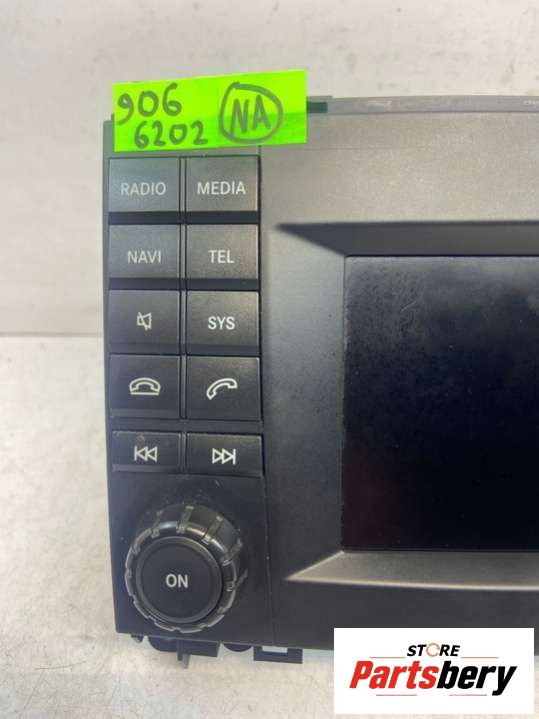 906
6202 NA
RADIO MEDIA
NAVI TEL
SYS
ON
STORE
Partsbery